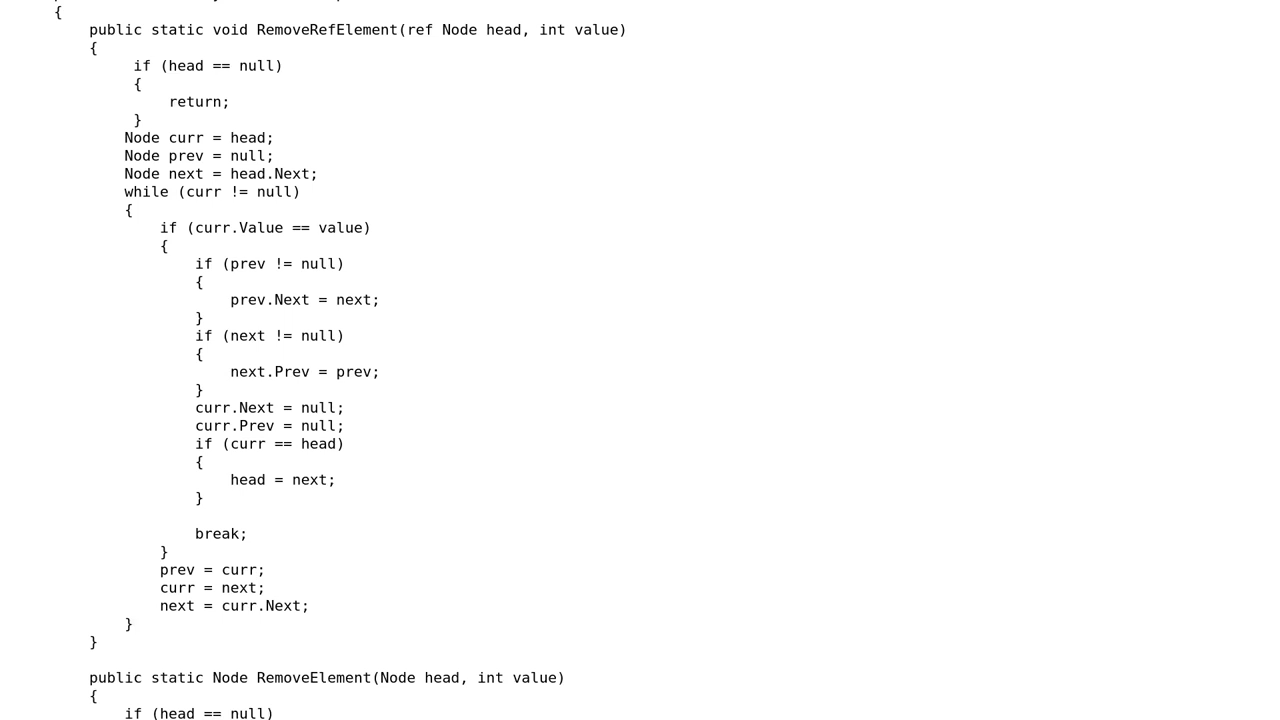 {
public static void RemoveRefElement(ref Node head, int value)
{
if (head == null)
{
return;
}
Node curr = head;
Node prev = null;
Node next = head.Next;
while (curr != null)
{
if (curr.Value == value)
{
if (prev != null)
{
prev.Next = next;
}
if (next != null)
{
next.Prev = prev;
}
curr.Next = null;
curr.Prev = null;
if (curr == head)
{
head = next;
}
break;
}
prev = curr;
curr = next;
next = curr.Next;
}
}
public static Node RemoveElement(Node head, int value)
{
if (head == null)